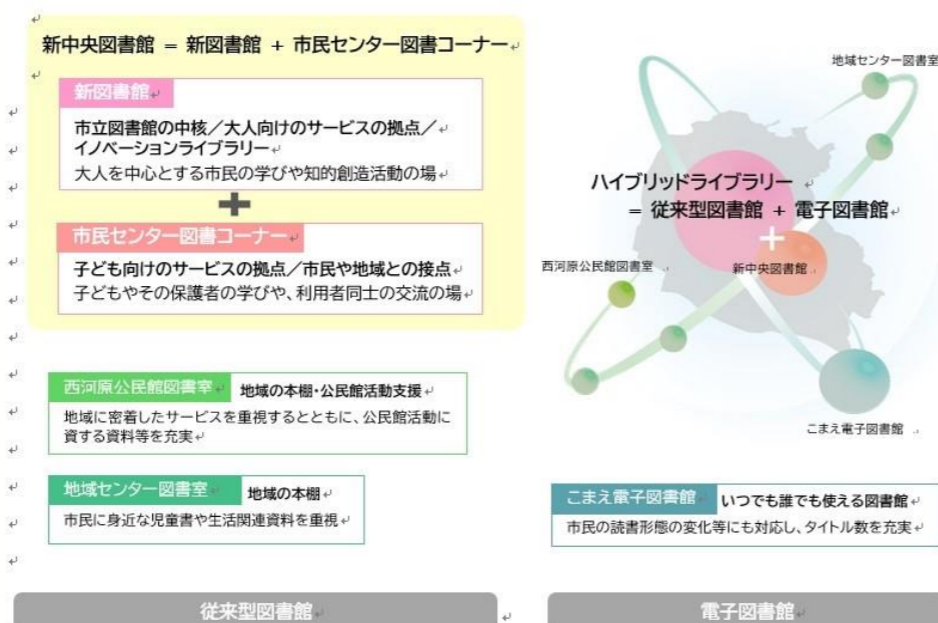 新中央図書館 = 新図書館 + 市民センター図書コーナー
新図書館
市立図書館の中核／大人向けのサービスの拠点／
イノベーションライブラリー
大人を中心とする市民の学びや知的創造活動の場
+
市民センター図書コーナー
子ども向けのサービスの拠点／市民や地域との接点
子どもやその保護者の学びや、利用者同士の交流の場
西河原公民館図書室 地域の本棚・公民館活動支援
地域に密着したサービスを重視するとともに、公民館活動に
資する資料等を充実
地域センター図書室 地域の本棚
市民に身近な児童書や生活関連資料を重視
従来型図書館
地域センター図書室
ハイブリッドライブラリー
= 従来型図書館 + 電子図書館
+
西河原公民館図書室
新中央図書館
こまえ電子図書館
こまえ電子図書館 いつでも誰でも使える図書館
市民の読書形態の変化等にも対応し、タイトル数を充実
電子図書館